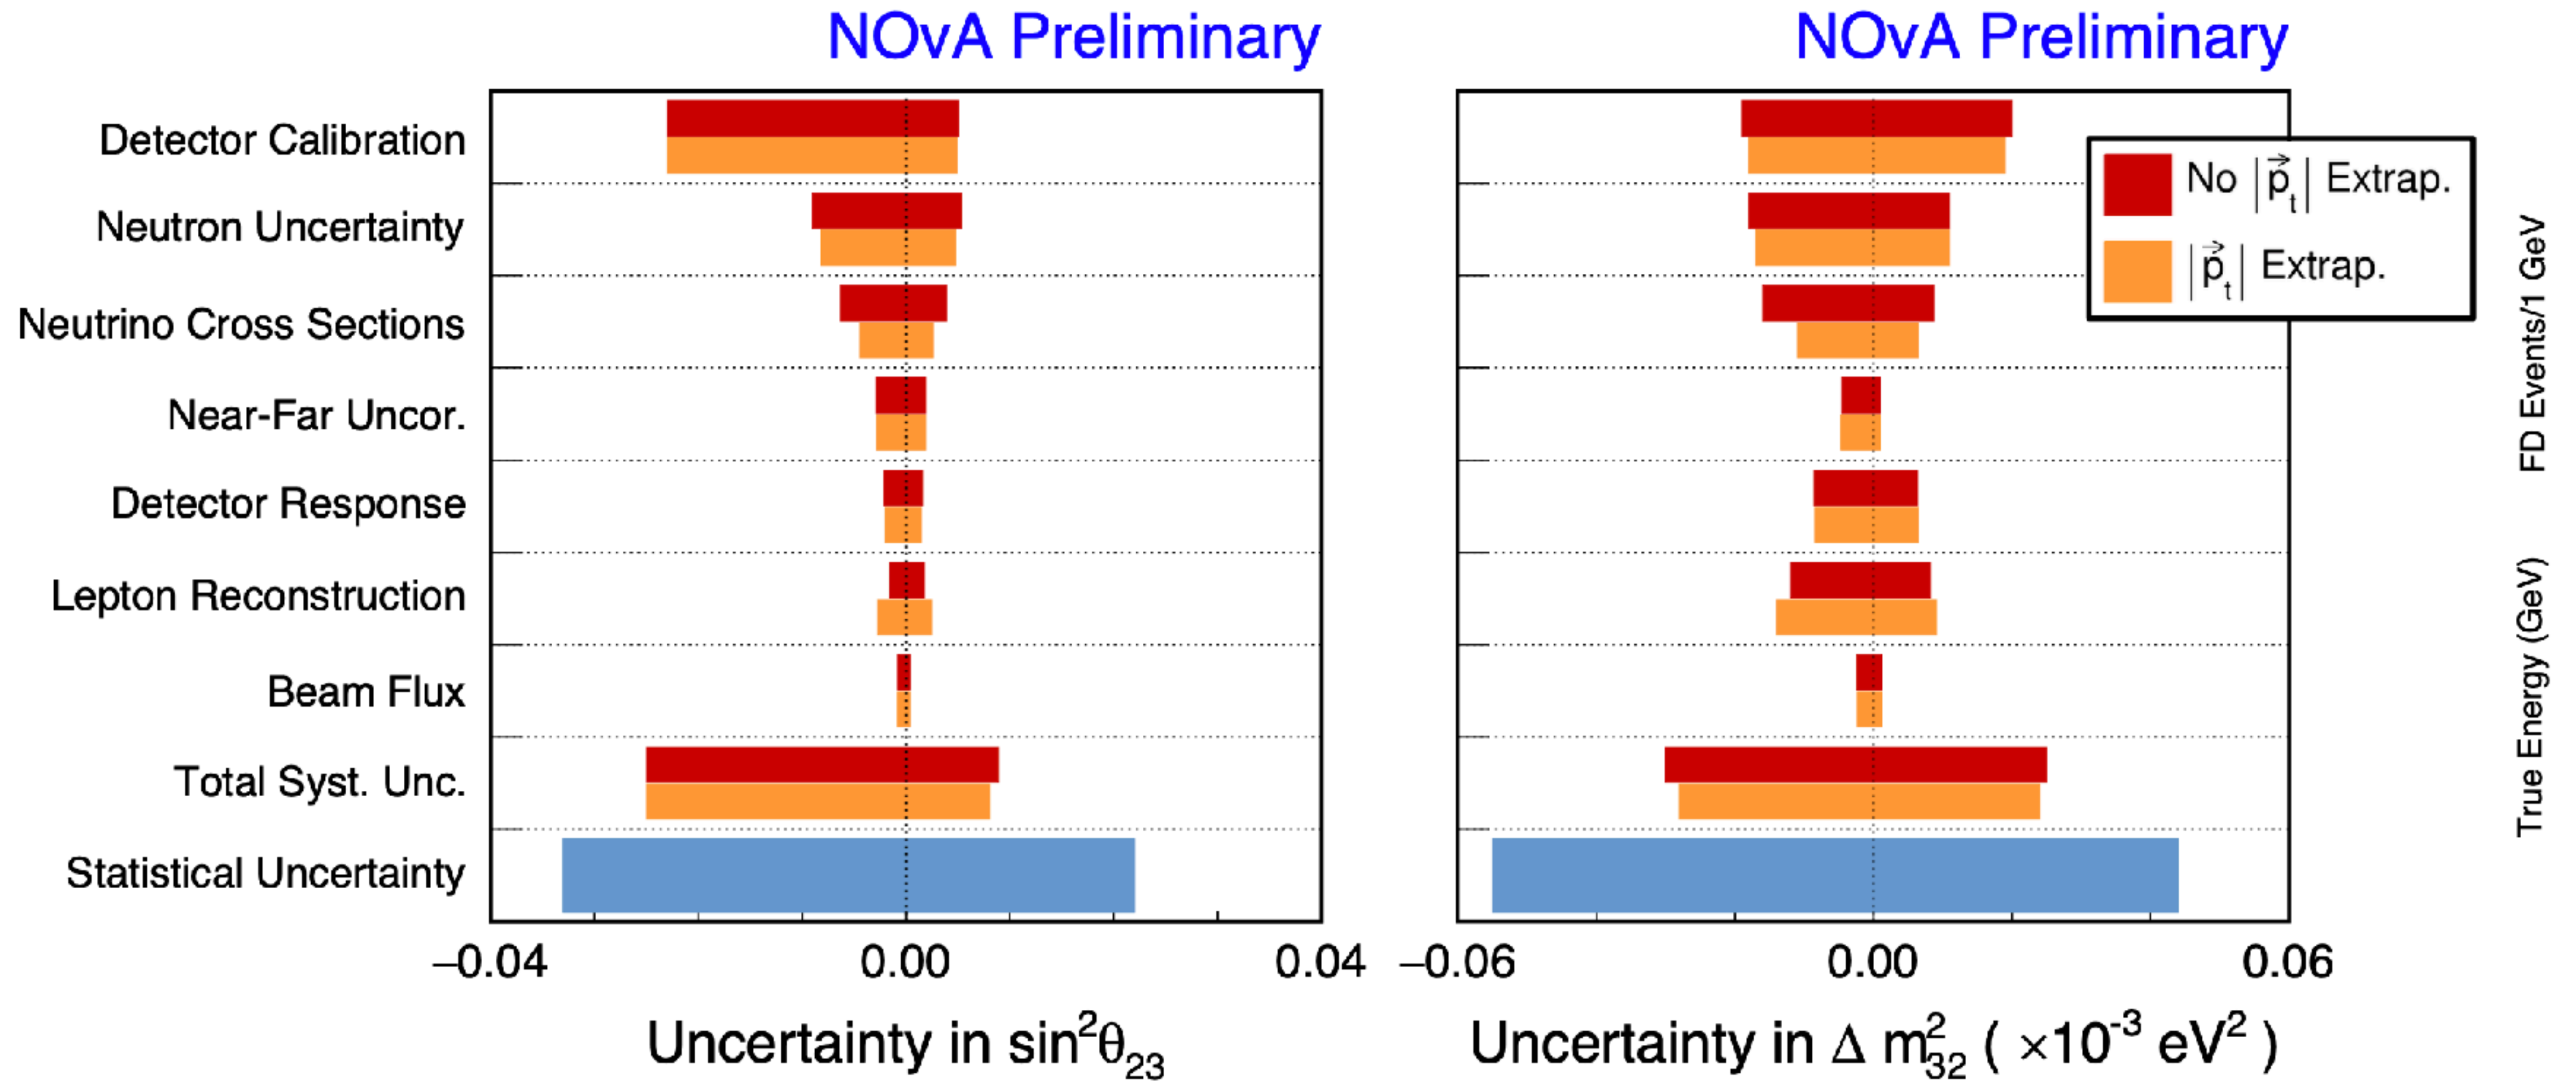 NOvA Preliminary
NOvA Preliminary
Detector Calibration
Neutron Uncertainty
Neutrino Cross Sections
Near-Far Uncor.
Detector Response
Lepton Reconstruction
Beam Flux
Total Syst. Unc.
Statistical Uncertainty
No |p⃗ₜ| Extrap.
|p⃗ₜ| Extrap.
FD Events/1 GeV
True Energy (GeV)
−0.04 0.00 0.04
−0.06 0.00 0.06
Uncertainty in sin²θ₂₃
Uncertainty in Δ m²₃₂ ( ×10⁻³ eV² )